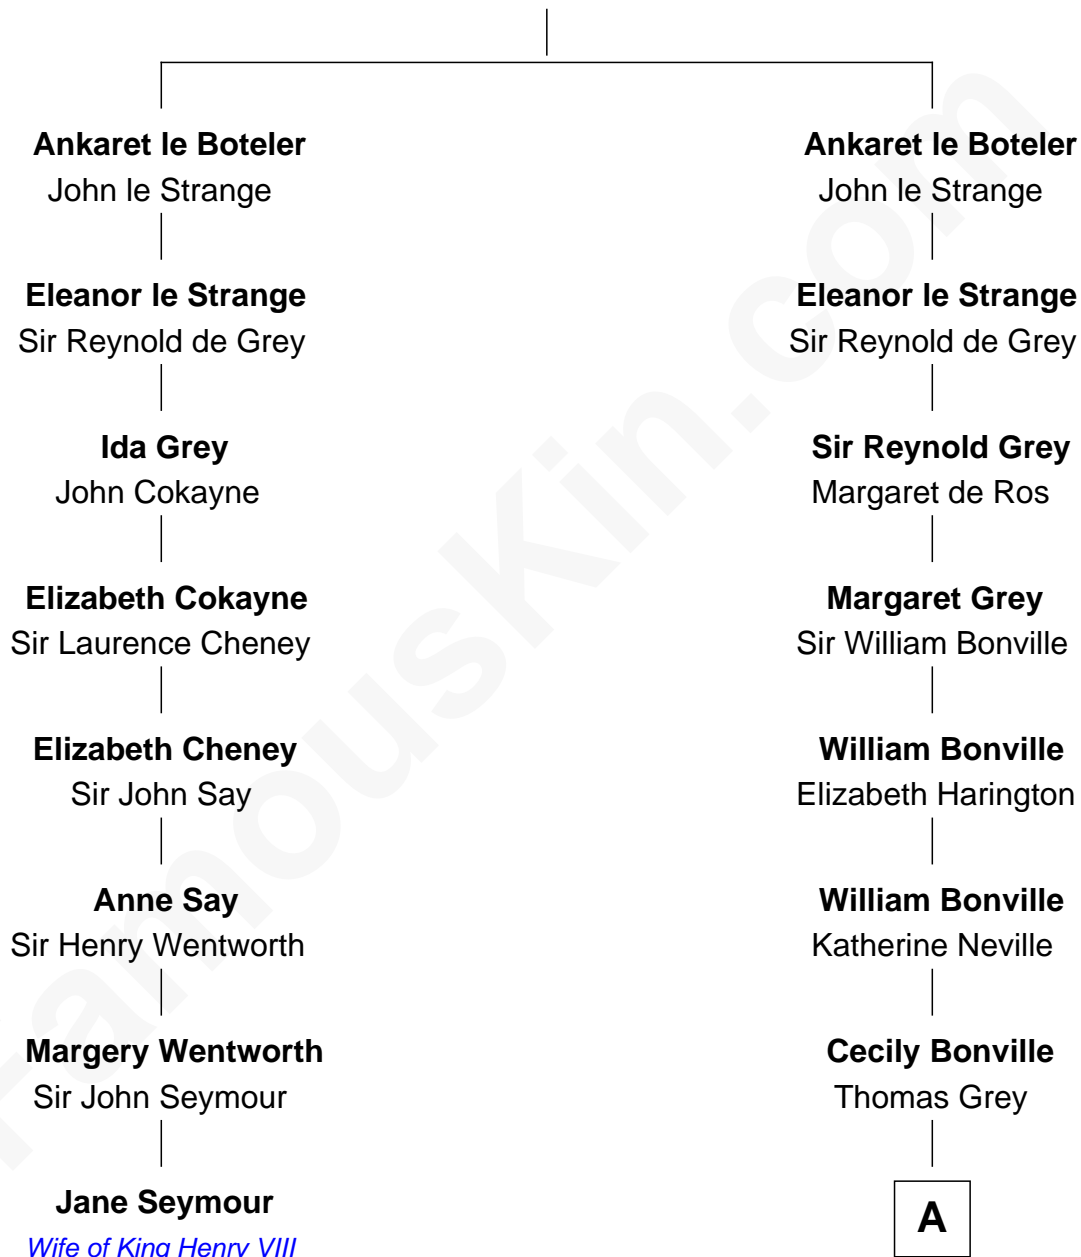 Ankaret le Boteler
John le Strange
Eleanor le Strange
Sir Reynold de Grey
Ida Grey
John Cokayne
Elizabeth Cokayne
Sir Laurence Cheney
Elizabeth Cheney
Sir John Say
Anne Say
Sir Henry Wentworth
Margery Wentworth
Sir John Seymour
Jane Seymour
Wife of King Henry VIII
Ankaret le Boteler
John le Strange
Eleanor le Strange
Sir Reynold de Grey
Sir Reynold Grey
Margaret de Ros
Margaret Grey
Sir William Bonville
William Bonville
Elizabeth Harington
William Bonville
Katherine Neville
Cecily Bonville
Thomas Grey
A
FamousKin.com